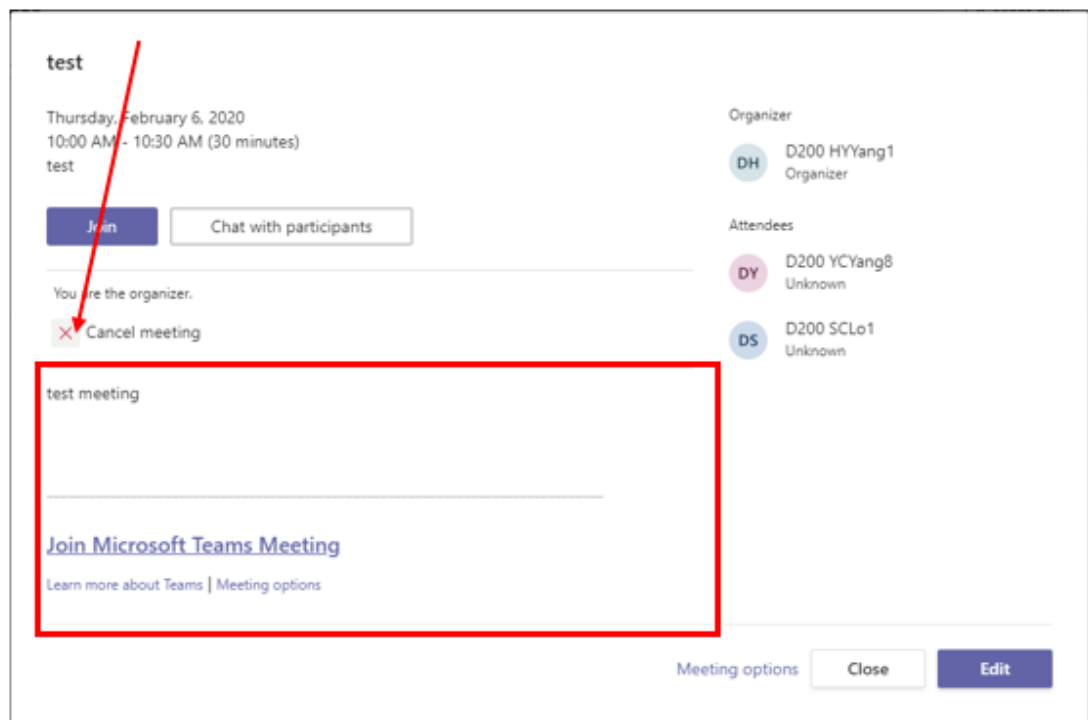 test
Thursday, February 6, 2020
10:00 AM - 10:30 AM (30 minutes)
test
Join
Chat with participants
You are the organizer.
Cancel meeting
test meeting
Join Microsoft Teams Meeting
Learn more about Teams | Meeting options
Organizer
DH
D200 HYYang1
Organizer
Attendees
DY
D200 YCYang8
Unknown
DS
D200 SCLo1
Unknown
Meeting options
Close
Edit